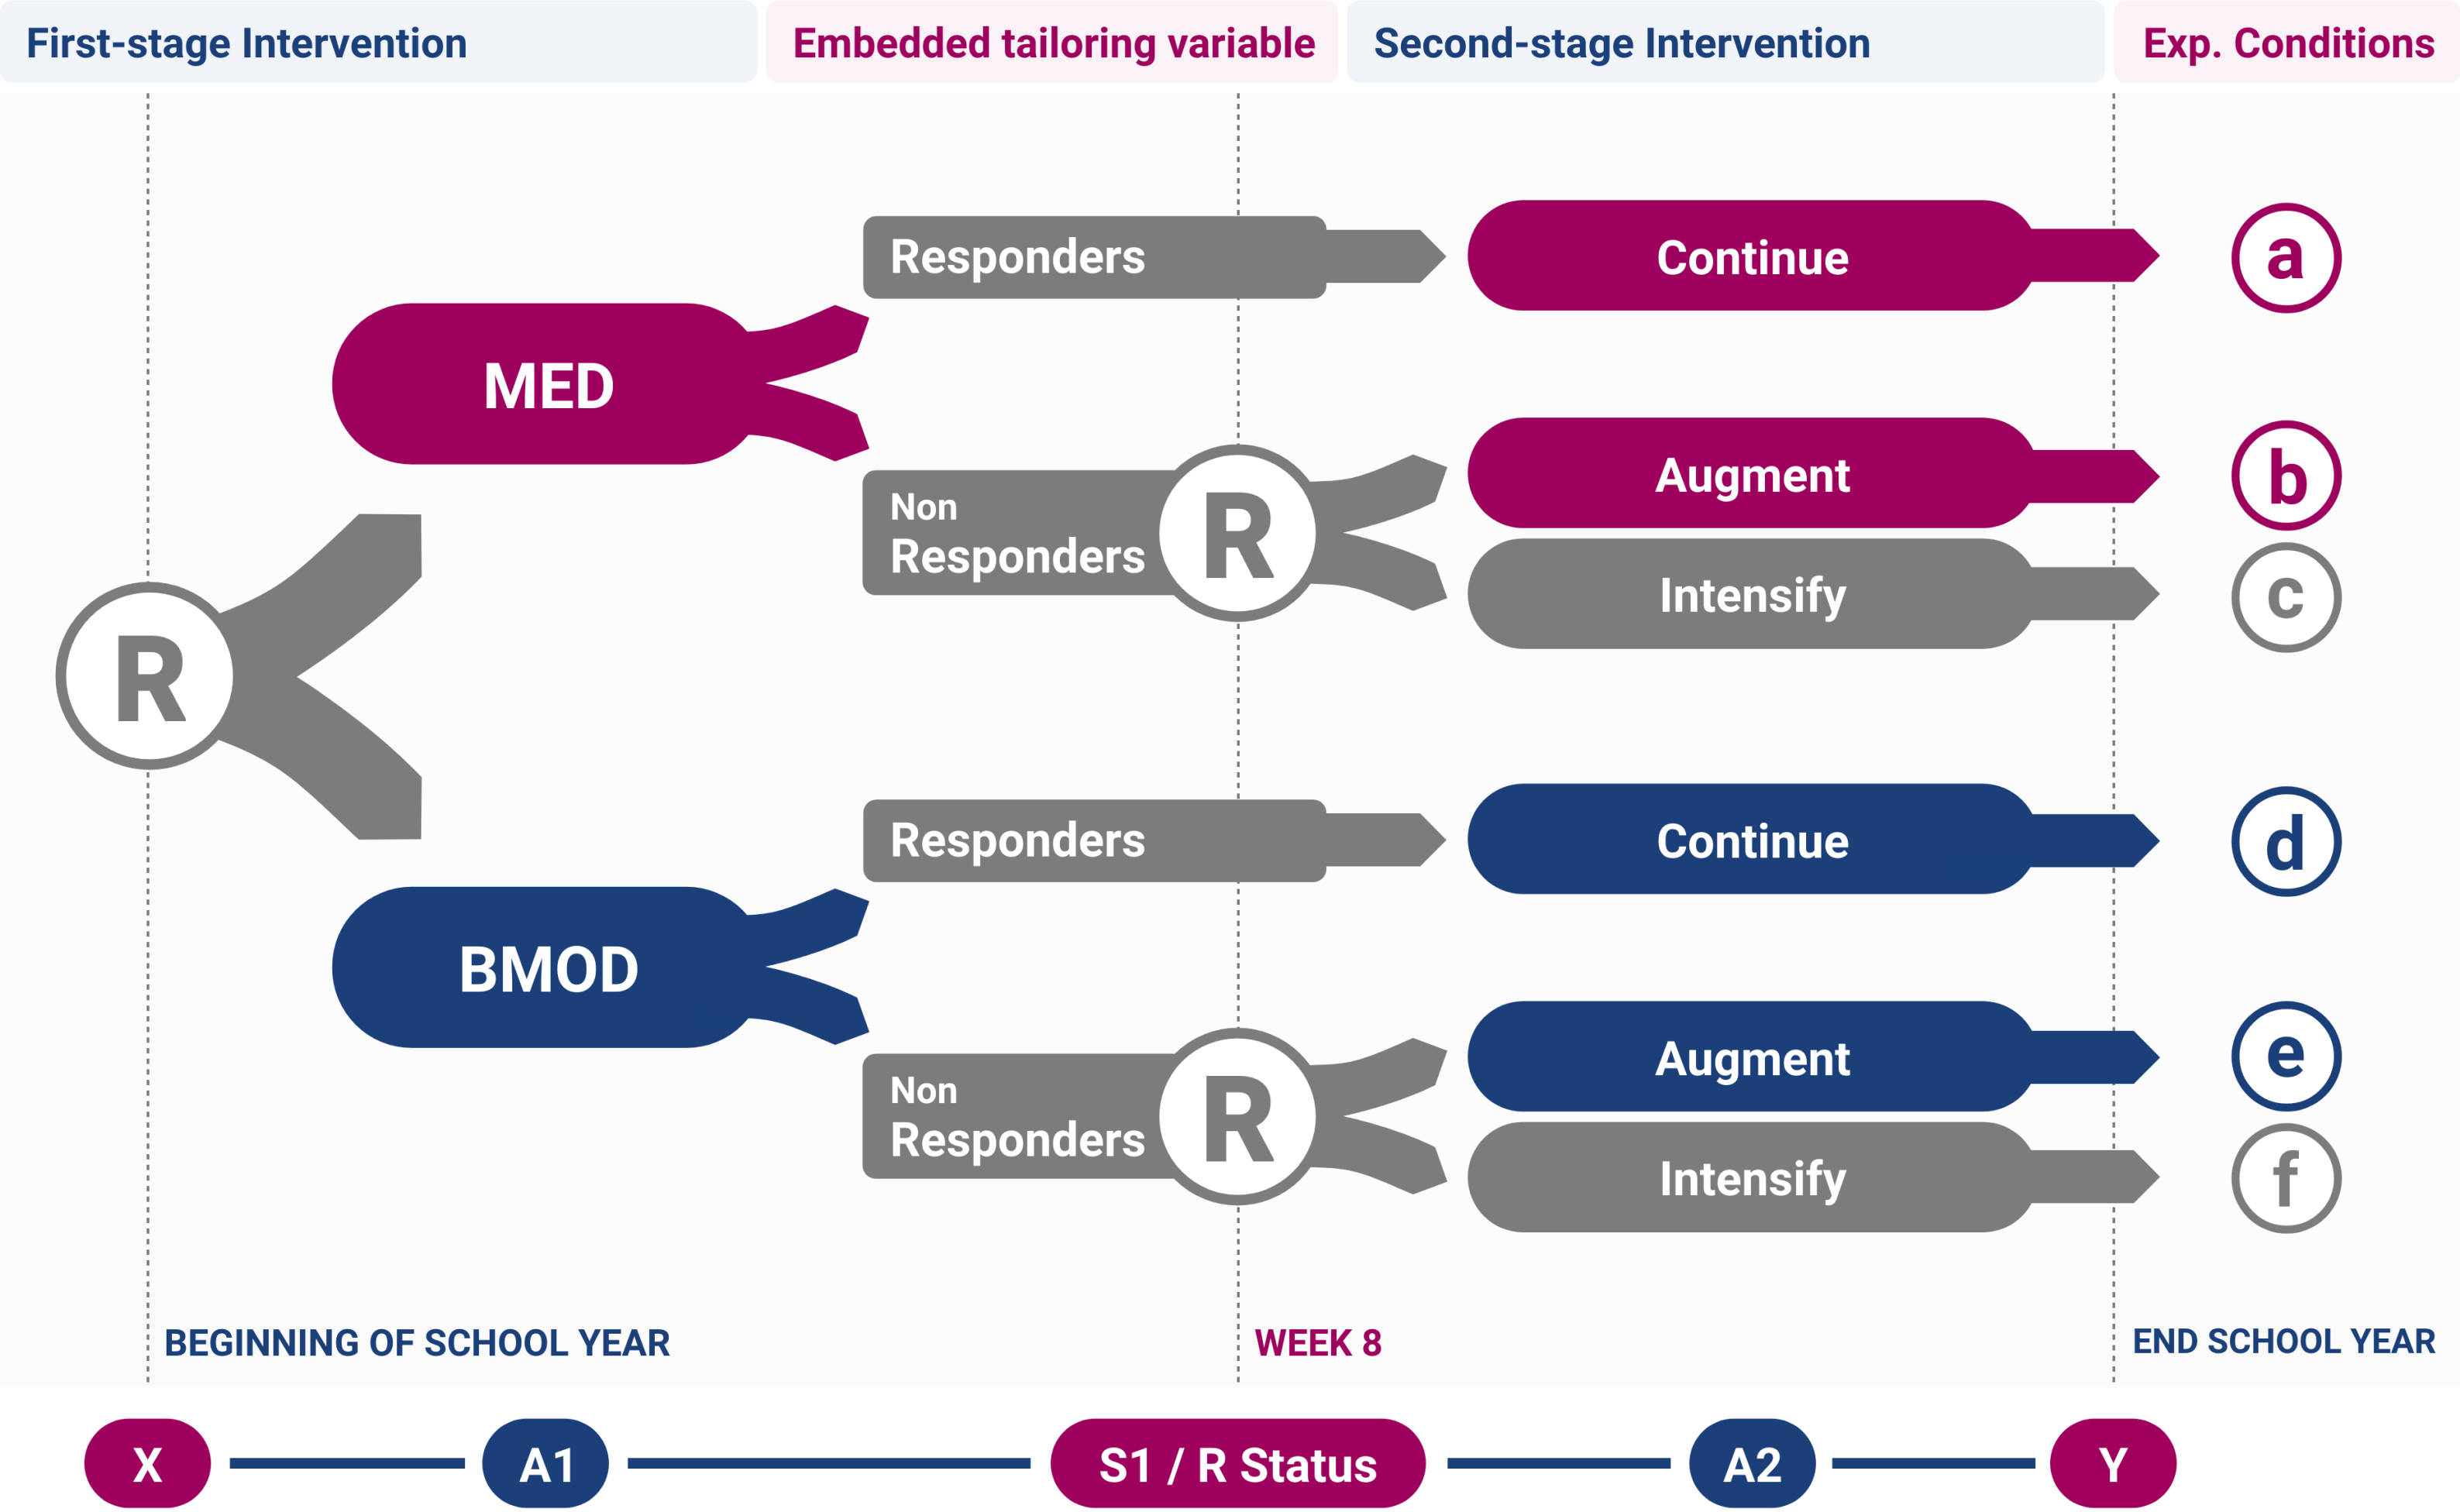 First-stage Intervention
Embedded tailoring variable
Second-stage Intervention
Exp. Conditions
Responders
Continue
a
MED
Non
Responders
R
Augment
b
Intensify
c
R
Responders
Continue
d
BMOD
Non
Responders
R
Augment
e
Intensify
f
BEGINNING OF SCHOOL YEAR
WEEK 8
END SCHOOL YEAR
X
A1
S1 / R Status
A2
Y